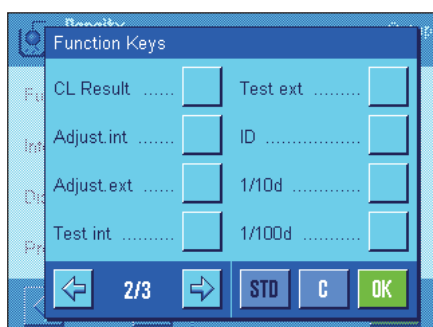 Density
Function Keys
CL Result ...... Test ext .........
Adjust.int ........ ID ...................
Adjust.ext ...... 1/10d .............
Test int .......... 1/100d ...........
2/3 STD C OK